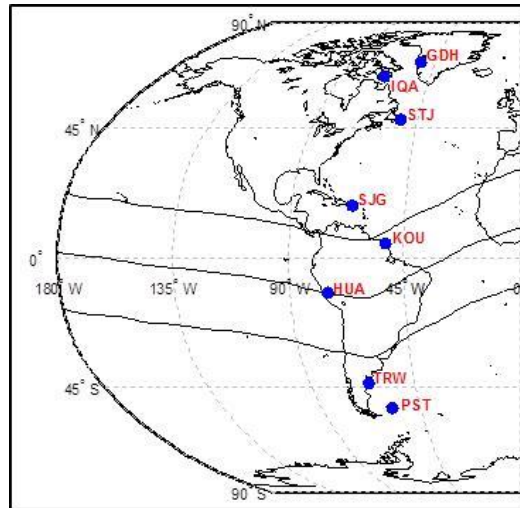 90° N
GDH
IQA
STJ
45° N
SJG
KOU
0°
180° W
135° W
90° W
HUA
45° W
0
TRW
45° S
PST
90° S